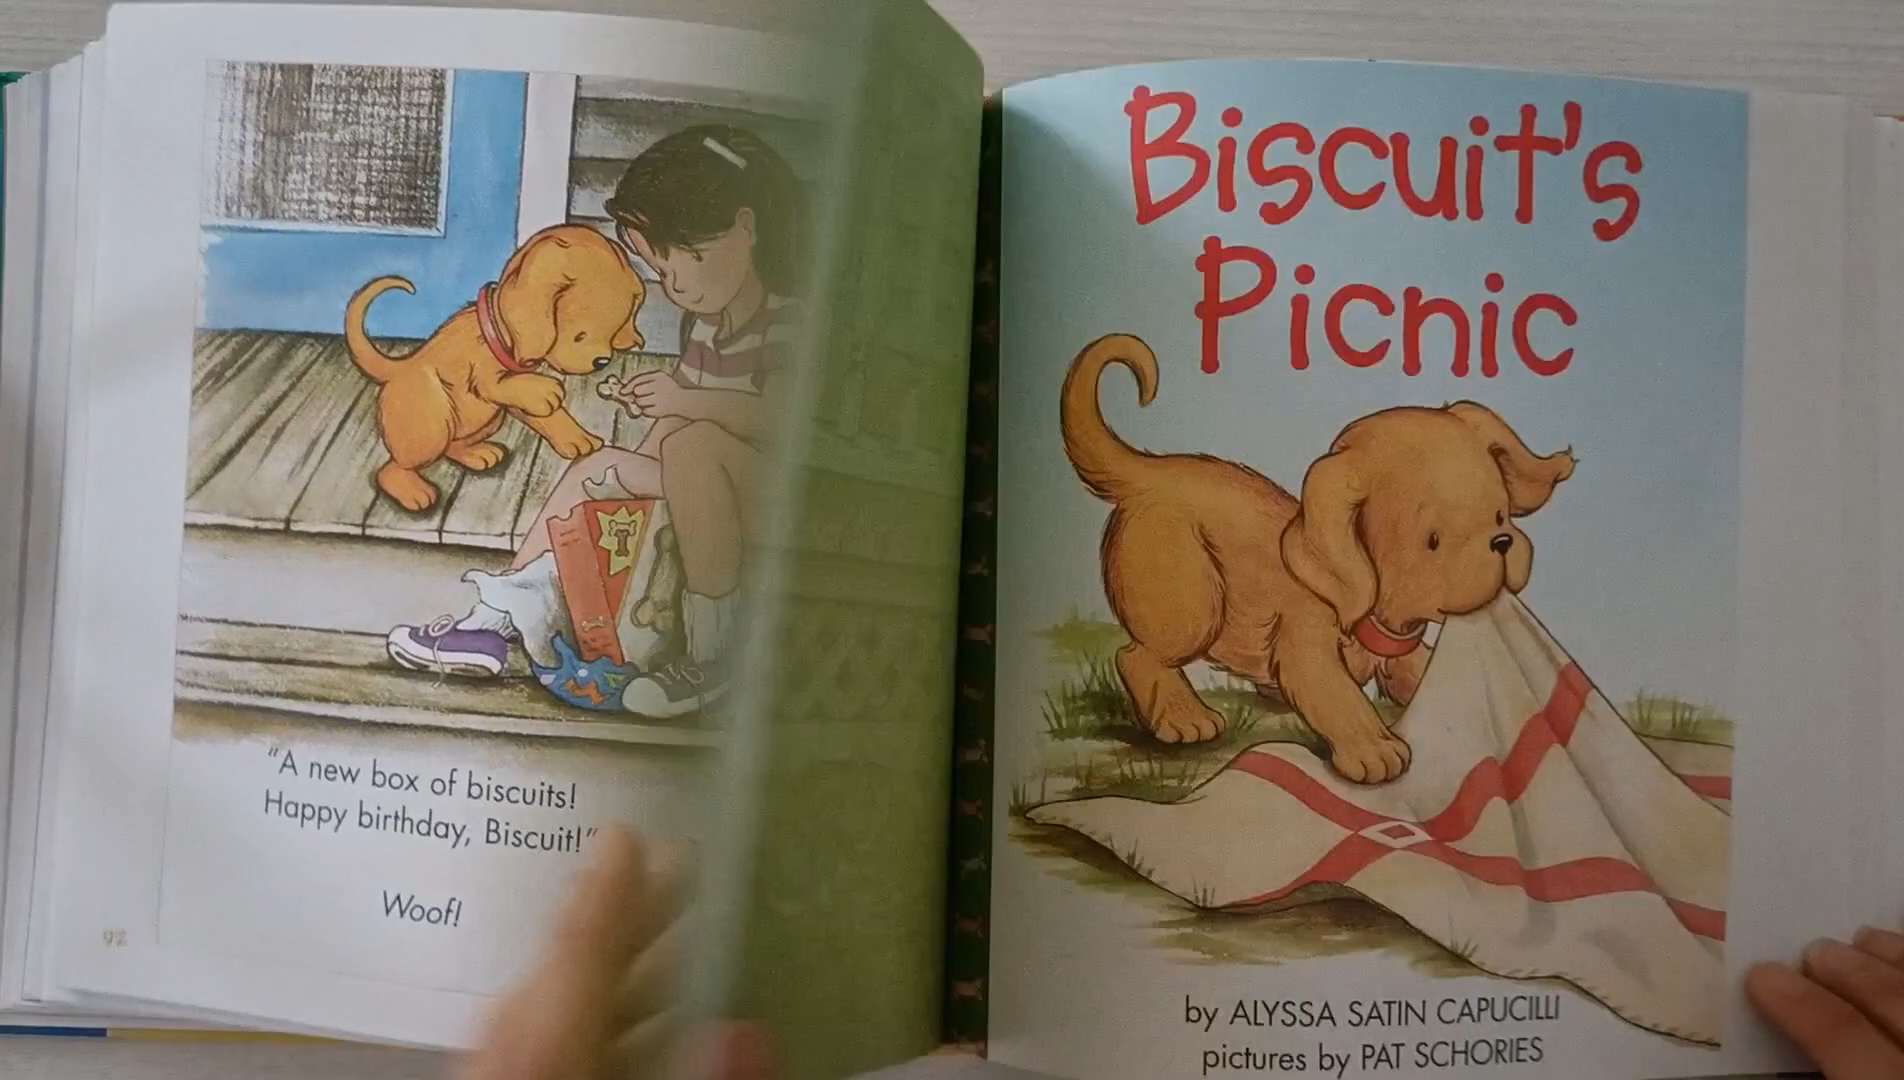 “A new box of biscuits!
Happy birthday, Biscuit!”
Woof!
92
Biscuit's
Picnic
by ALYSSA SATIN CAPUCILLI
pictures by PAT SCHORIES